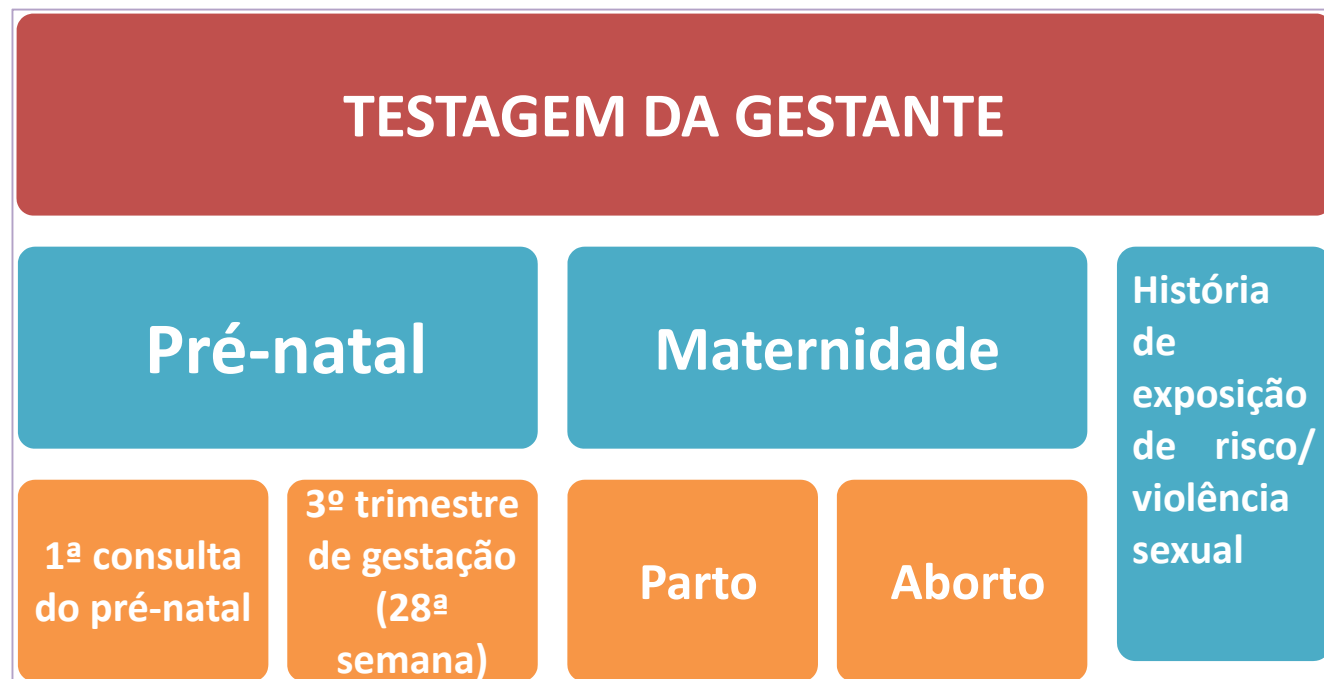 TESTAGEM DA GESTANTE
Pré-natal
Maternidade
História
de
exposição
de risco/
violência
sexual
1ª consulta
do pré-natal
3º trimestre
de gestação
(28ª
semana)
Parto
Aborto